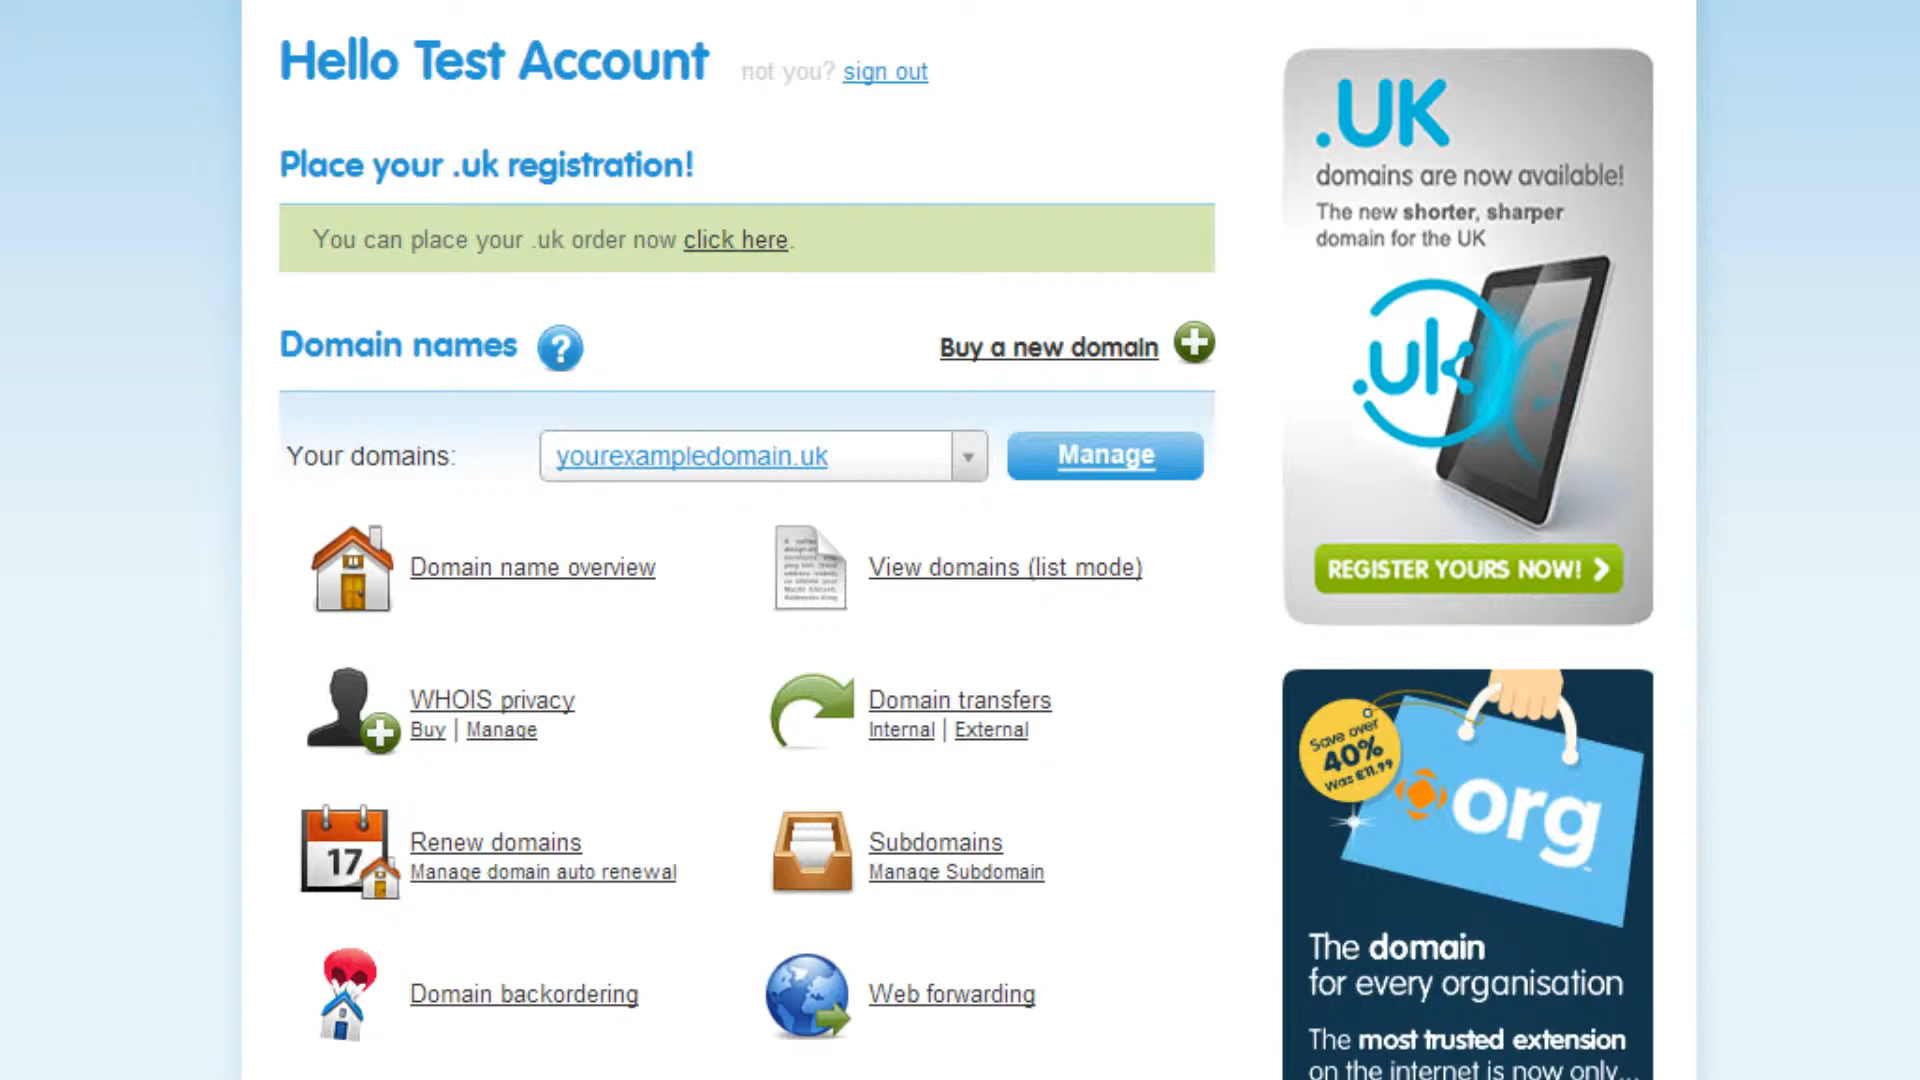 Hello Test Account not you? sign out
Place your .uk registration!
You can place your .uk order now click here.
Domain names ? Buy a new domain
Your domains: yourexampledomain.uk Manage
Domain name overview
View domains (list mode)
WHOIS privacy
Buy | Manage
Domain transfers
Internal | External
17
Renew domains
Manage domain auto renewal
Subdomains
Manage Subdomain
Domain backordering
Web forwarding
.UK
domains are now available!
The new shorter, sharper
domain for the UK
.uk
REGISTER YOURS NOW!
Save over
40%
Was £11.99
org
The domain
for every organisation
The most trusted extension
on the internet is now only...